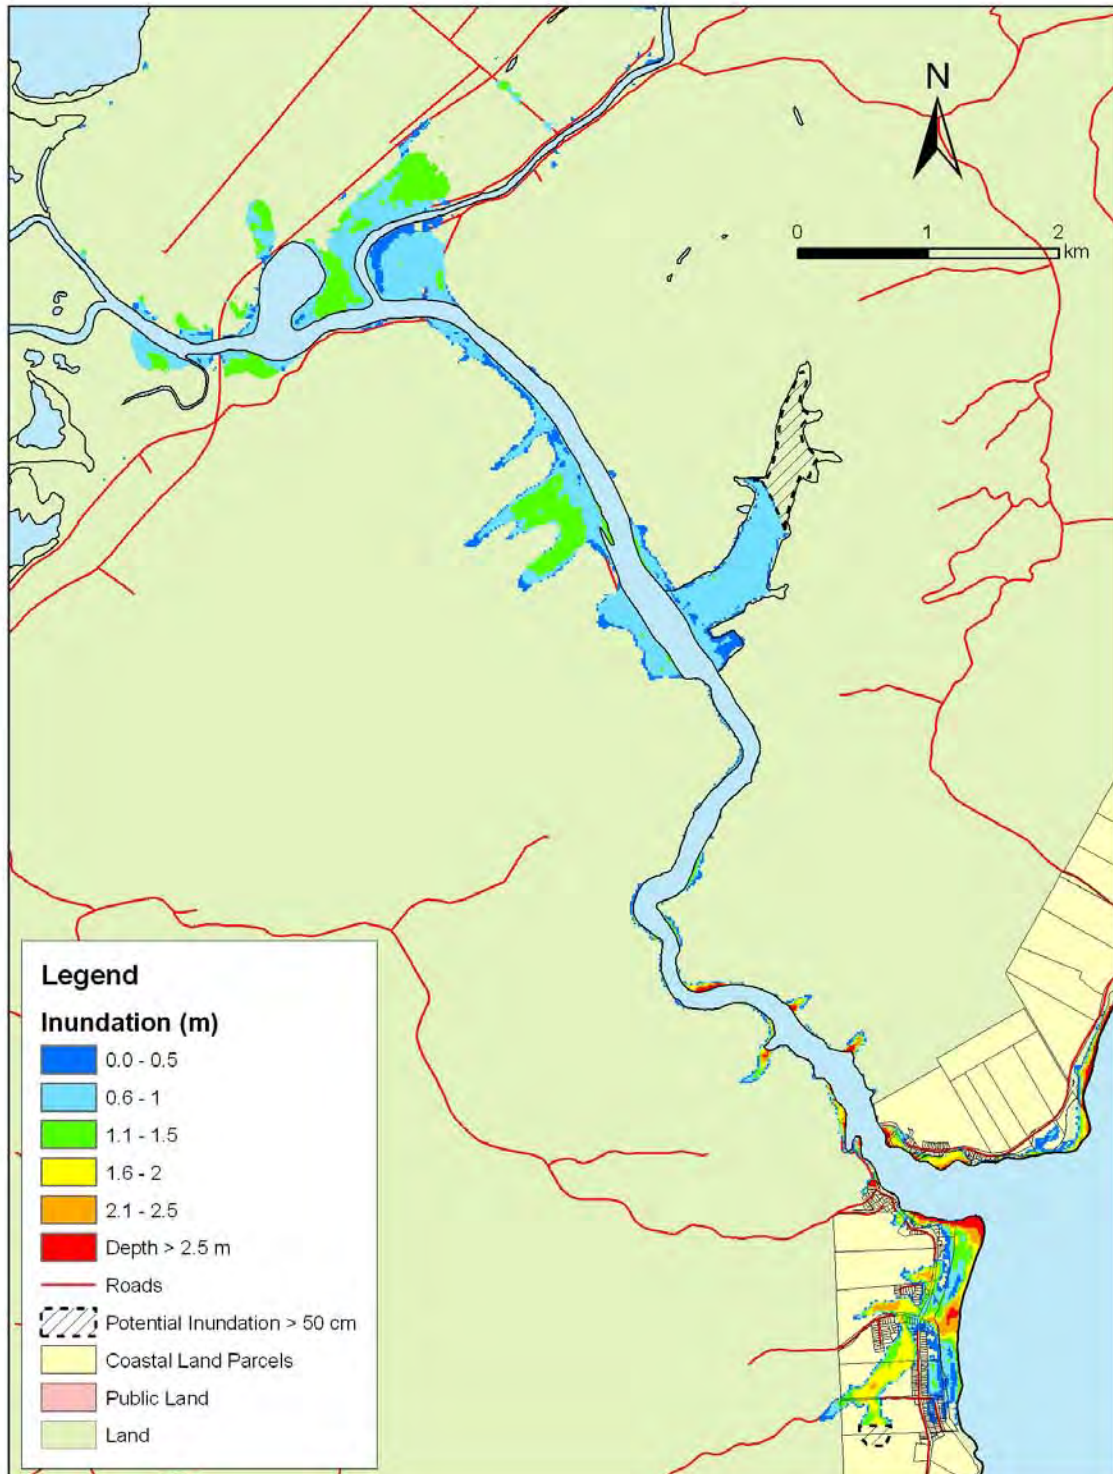 N
0 1 2
km
Legend
Inundation (m)
0.0 - 0.5
0.6 - 1
1.1 - 1.5
1.6 - 2
2.1 - 2.5
Depth > 2.5 m
Roads
Potential Inundation > 50 cm
Coastal Land Parcels
Public Land
Land